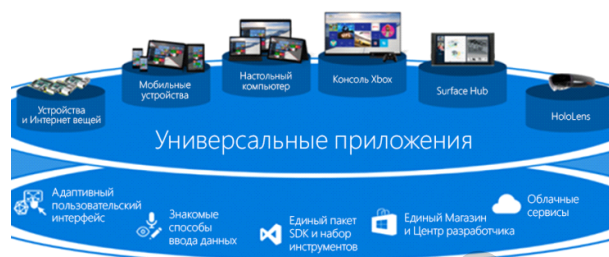 Устройства
и Интернет вещей
Мобильные
устройства
Настольный
компьютер
Консоль Xbox
Surface Hub
HoloLens
Универсальные приложения
Адаптивный
пользовательский
интерфейс
Знакомые
способы
ввода данных
Единый пакет
SDK и набор
инструментов
Единый Магазин
и Центр разработчика
Облачные
сервисы